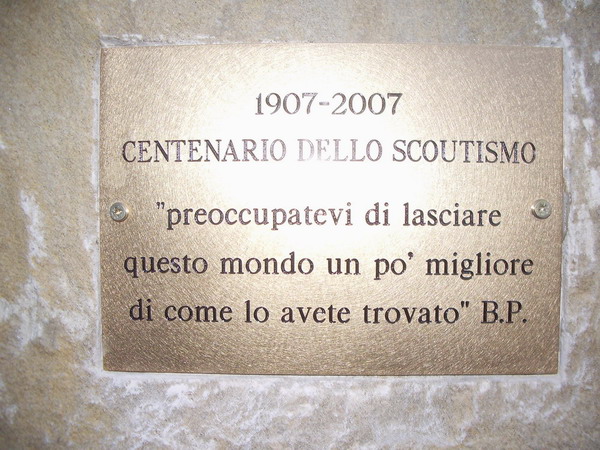 1907-2007
CENTENARIO DELLO SCOUTISMO
"preoccupatevi di lasciare
questo mondo un po' migliore
di come lo avete trovato" B.P.